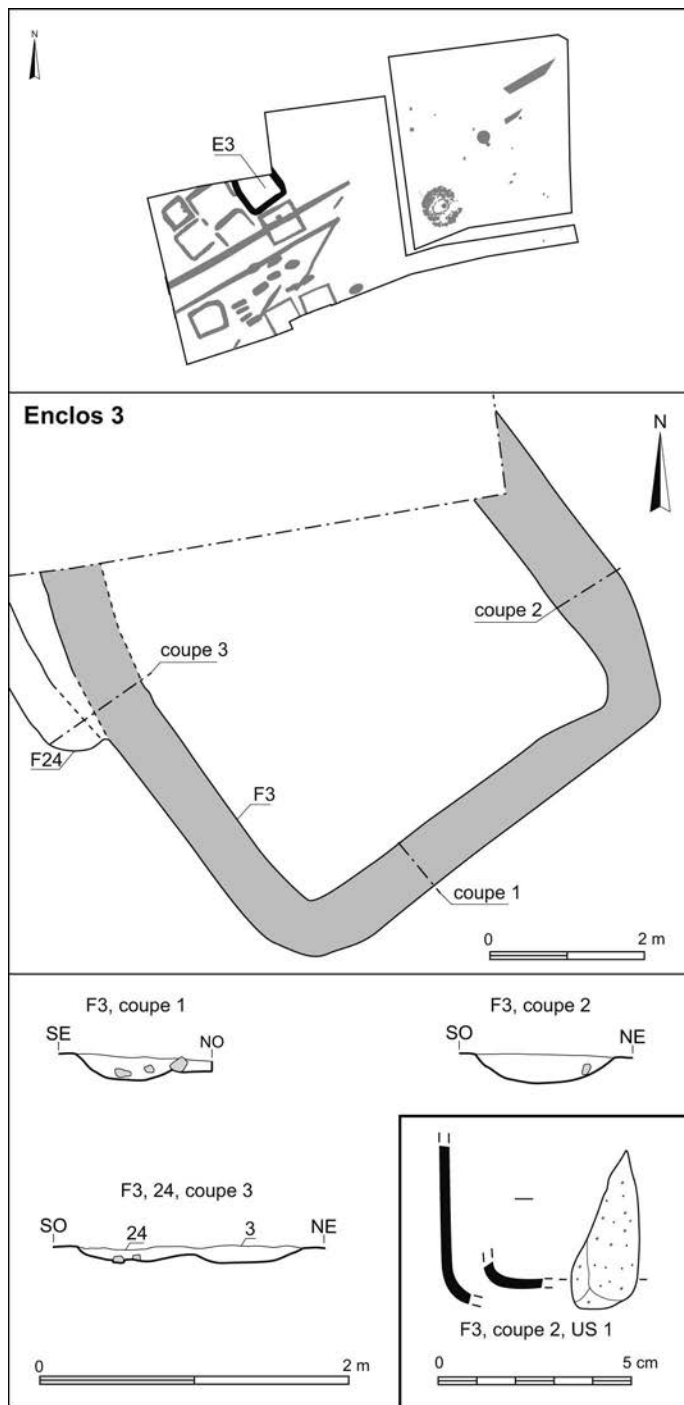 N
E3
Enclos 3
N
coupe 2
coupe 3
F24
F3
coupe 1
0 2 m
F3, coupe 1
SE NO
F3, coupe 2
SO NE
F3, 24, coupe 3
SO 24 3 NE
0 2 m
F3, coupe 2, US 1
0 5 cm